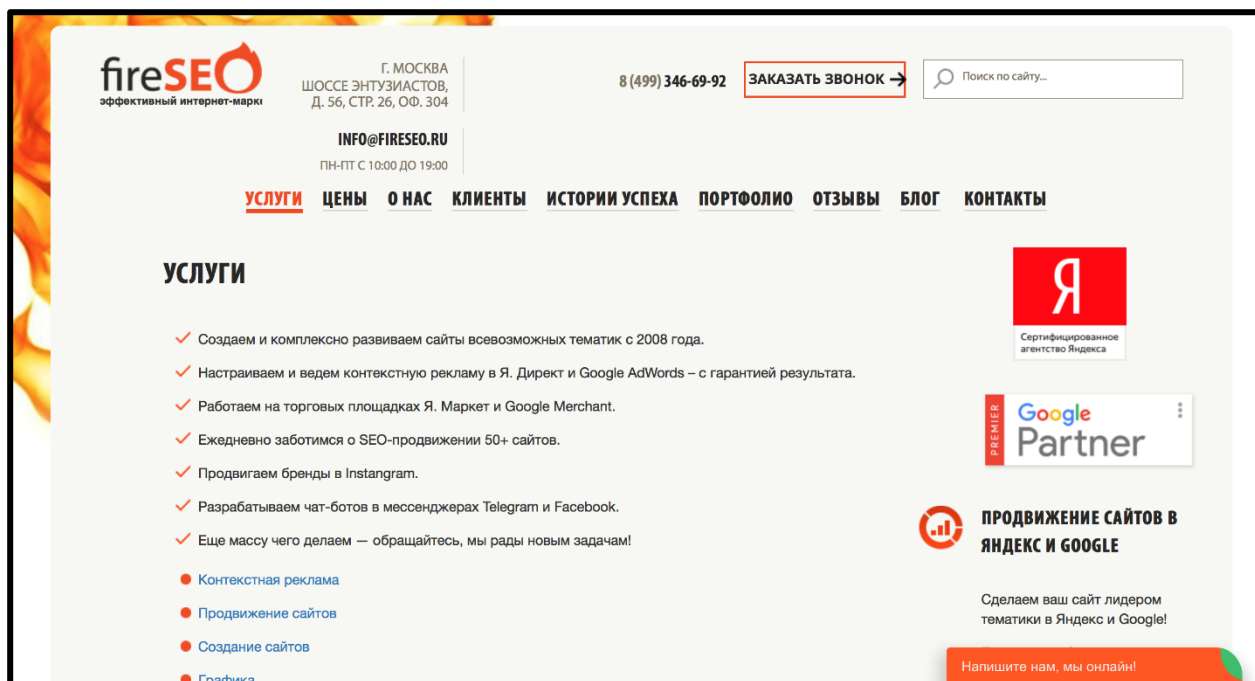 fireSEO
эффективный интернет-марке
Г. МОСКВА
ШОССЕ ЭНТУЗИАСТОВ,
Д. 56, СТР. 26, ОФ. 304
8 (499) 346-69-92
ЗАКАЗАТЬ ЗВОНОК →
Поиск по сайту...
INFO@FIRESEO.RU
ПН-ПТ С 10:00 ДО 19:00
УСЛУГИ ЦЕНЫ О НАС КЛИЕНТЫ ИСТОРИИ УСПЕХА ПОРТФОЛИО ОТЗЫВЫ БЛОГ КОНТАКТЫ
УСЛУГИ
Создаем и комплексно развиваем сайты всевозможных тематик с 2008 года.
Настраиваем и ведем контекстную рекламу в Я. Директ и Google AdWords – с гарантией результата.
Работаем на торговых площадках Я. Маркет и Google Merchant.
Ежедневно заботимся о SEO-продвижении 50+ сайтов.
Продвигаем бренды в Instangram.
Разрабатываем чат-ботов в мессенджерах Telegram и Facebook.
Еще массу чего делаем — обращайтесь, мы рады новым задачам!
Контекстная реклама
Продвижение сайтов
Создание сайтов
Графика
Я
Сертифицированное
агентство Яндекса
PREMIER
Google
Partner
ПРОДВИЖЕНИЕ САЙТОВ В
ЯНДЕКС И GOOGLE
Сделаем ваш сайт лидером
тематики в Яндекс и Google!
Напишите нам, мы онлайн!